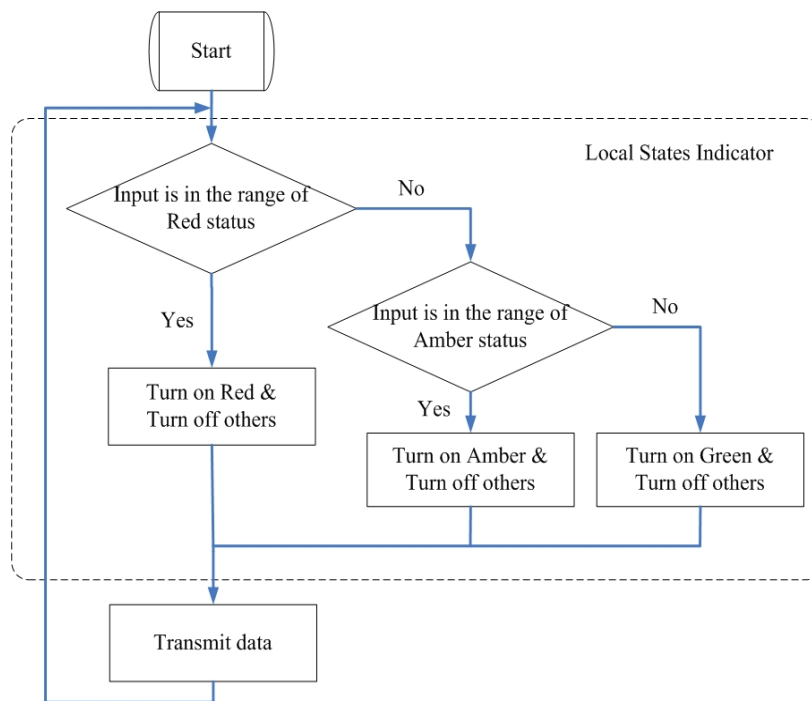 Start
Local States Indicator
Input is in the range of
Red status
No
Input is in the range of
Amber status
No
Yes
Turn on Red &
Turn off others
Yes
Turn on Amber &
Turn off others
Turn on Green &
Turn off others
Transmit data